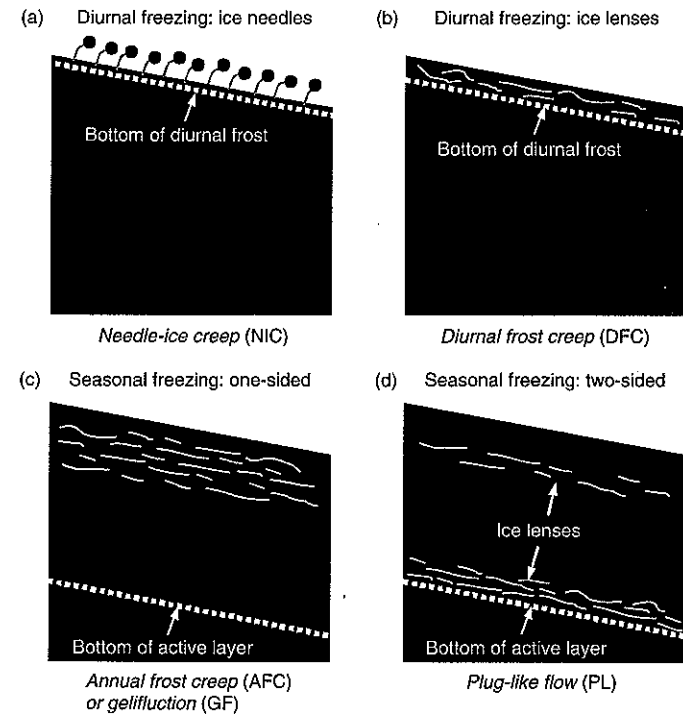 (a) Diurnal freezing: ice needles
Bottom of diurnal frost
Needle-ice creep (NIC)
(b) Diurnal freezing: ice lenses
Bottom of diurnal frost
Diurnal frost creep (DFC)
(c) Seasonal freezing: one-sided
Bottom of active layer
Annual frost creep (AFC)
or gelifluction (GF)
(d) Seasonal freezing: two-sided
Ice lenses
Bottom of active layer
Plug-like flow (PL)